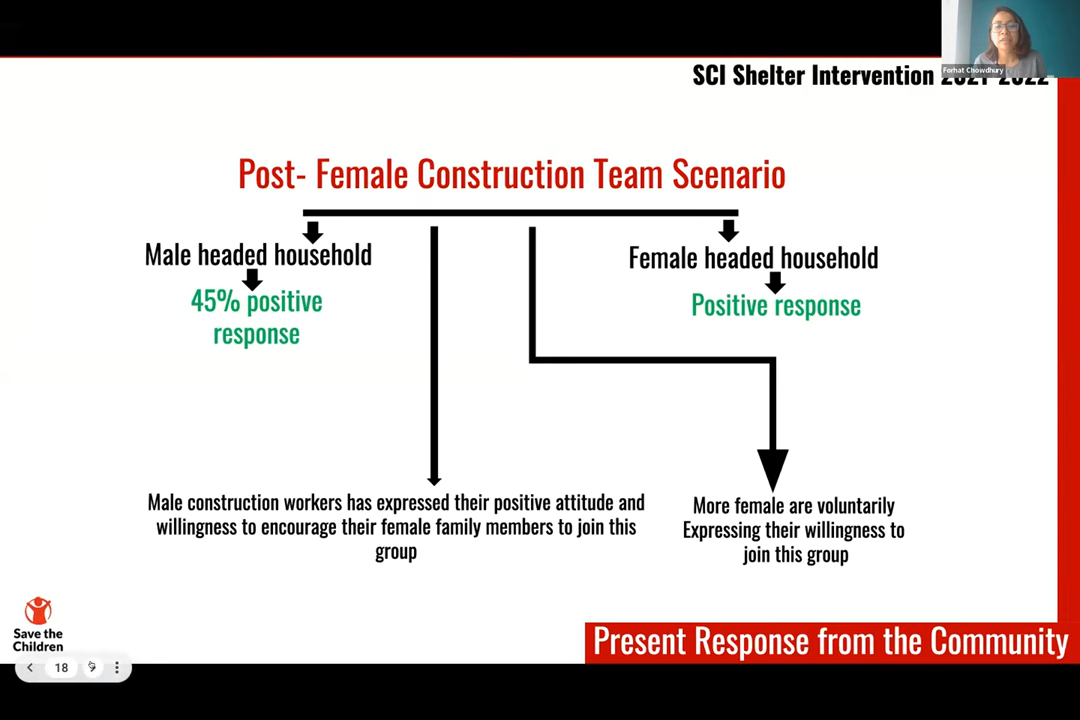 Forhat Chowdhury
SCI Shelter Intervention 2021-2022
Post- Female Construction Team Scenario
Male headed household
45% positive
response
Female headed household
Positive response
Male construction workers has expressed their positive attitude and
willingness to encourage their female family members to join this
group
More female are voluntarily
Expressing their willingness to
join this group
Save the
Children
Present Response from the Community
18